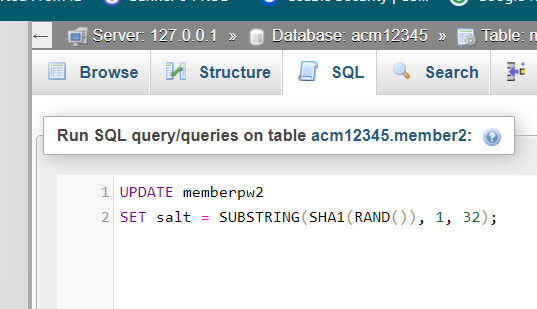 Server: 127.0.0.1 » Database: acm12345 » Table:
Browse Structure SQL Search
Run SQL query/queries on table acm12345.member2:
1 UPDATE memberpw2
2 SET salt = SUBSTRING(SHA1(RAND()), 1, 32);